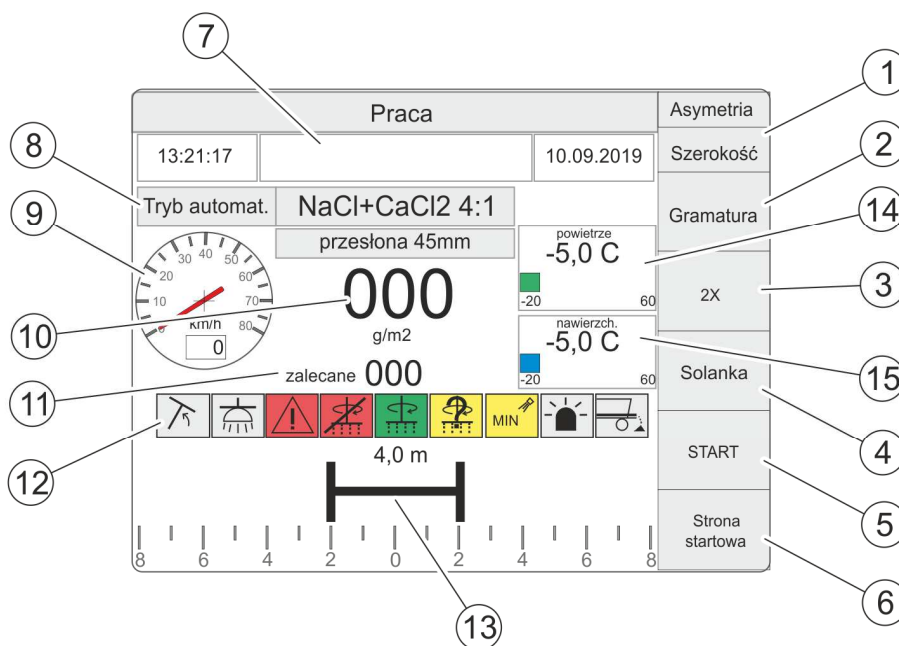 7
1
Praca
Asymetria
2
8
13:21:17
10.09.2019
Szerokość
9
Tryb automat.
NaCl+CaCl2 4:1
Gramatura
14
przesłona 45mm
powietrze
-5,0 C
-20
60
0
10
20
30
40
50
60
70
80
km/h
0
000
g/m2
10
2X
3
nawierzch.
-5,0 C
-20
60
11
zalecane 000
Solanka
15
MIN
12
4,0 m
START
4
5
Strona
startowa
8
6
4
2
0
2
4
6
8
6
13